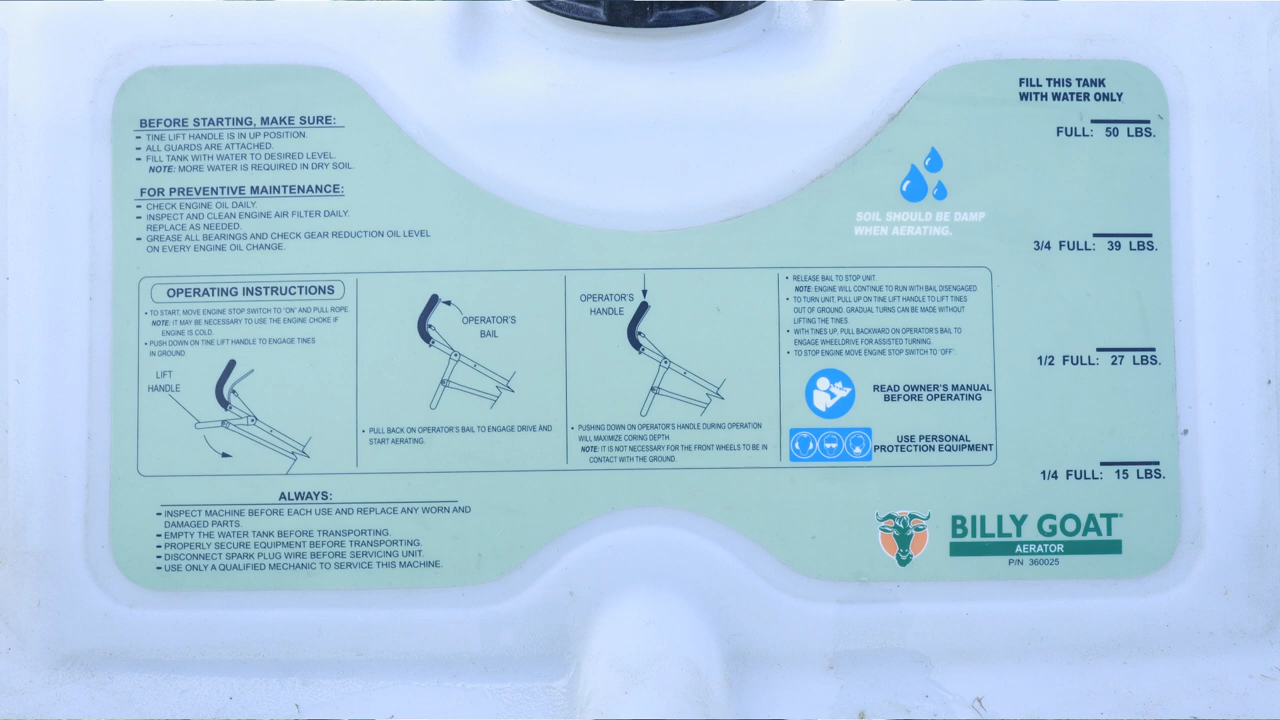 BEFORE STARTING, MAKE SURE:
- TINE LIFT HANDLE IS IN UP POSITION.
- ALL GUARDS ARE ATTACHED.
- FILL TANK WITH WATER TO DESIRED LEVEL.
NOTE: MORE WATER IS REQUIRED IN DRY SOIL.
FOR PREVENTIVE MAINTENANCE:
- CHECK ENGINE OIL DAILY.
- INSPECT AND CLEAN ENGINE AIR FILTER DAILY.
REPLACE AS NEEDED.
- GREASE ALL BEARINGS AND CHECK GEAR REDUCTION OIL LEVEL
ON EVERY ENGINE OIL CHANGE.
OPERATING INSTRUCTIONS
• TO START, MOVE ENGINE STOP SWITCH TO "ON" AND PULL ROPE.
NOTE: IT MAY BE NECESSARY TO USE THE ENGINE CHOKE IF
ENGINE IS COLD.
• PUSH DOWN ON TINE LIFT HANDLE TO ENGAGE TINES
IN GROUND.
LIFT
HANDLE
OPERATOR'S
BAIL
• PULL BACK ON OPERATOR'S BAIL TO ENGAGE DRIVE AND
START AERATING.
OPERATOR'S
HANDLE
• PUSHING DOWN ON OPERATOR'S HANDLE DURING OPERATION
WILL MAXIMIZE CORING DEPTH.
NOTE: IT IS NOT NECESSARY FOR THE FRONT WHEELS TO BE IN
CONTACT WITH THE GROUND.
• RELEASE BAIL TO STOP UNIT.
NOTE: ENGINE WILL CONTINUE TO RUN WITH BAIL DISENGAGED
• TO TURN UNIT, PULL UP ON TINE LIFT HANDLE TO LIFT TINES
OUT OF GROUND. GRADUAL TURNS CAN BE MADE WITHOUT
LIFTING THE TINES.
• WITH TINES UP, PULL BACKWARD ON OPERATOR'S BAIL TO
ENGAGE WHEELDRIVE FOR ASSISTED TURNING.
• TO STOP ENGINE MOVE ENGINE STOP SWITCH TO "OFF".
READ OWNER'S MANUAL
BEFORE OPERATING
USE PERSONAL
PROTECTION EQUIPMENT
ALWAYS:
- INSPECT MACHINE BEFORE EACH USE AND REPLACE ANY WORN AND
DAMAGED PARTS.
- EMPTY THE WATER TANK BEFORE TRANSPORTING.
- PROPERLY SECURE EQUIPMENT BEFORE TRANSPORTING.
- DISCONNECT SPARK PLUG WIRE BEFORE SERVICING UNIT.
- USE ONLY A QUALIFIED MECHANIC TO SERVICE THIS MACHINE.
SOIL SHOULD BE DAMP
WHEN AERATING.
FILL THIS TANK
WITH WATER ONLY
FULL: 50 LBS.
3/4 FULL: 39 LBS.
1/2 FULL: 27 LBS.
1/4 FULL: 15 LBS.
BILLY GOAT®
AERATOR
P/N 360025